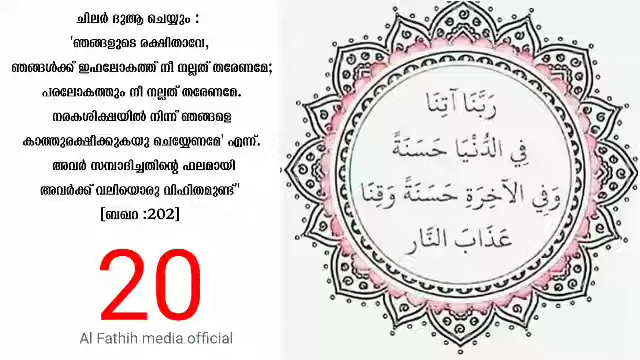 ചിലർ ദുആ ചെയ്യും :
'ഞങ്ങളുടെ രക്ഷിതാവേ,
ഞങ്ങൾക്ക് ഇഹലോകത്ത് നീ നല്ലത് തരേണമേ;
പരലോകത്തും നീ നല്ലത് തരേണമേ.
നരകശിക്ഷയിൽ നിന്ന് ഞങ്ങളെ
കാത്തുരക്ഷിക്കുകയു ചെയ്യേണമേ' എന്ന്.
അവർ സമ്പാദിച്ചതിന്റെ ഫലമായി
അവർക്ക് വലിയൊരു വിഹിതമുണ്ട്"
[ബഖറ :202]
20
Al Fathih media official
رَبَّنَا آتِنَا
فِي الدُّنْيَا حَسَنَةً
وَفِي الآخِرَةِ حَسَنَةً وَقِنَا
عَذَابَ النَّار